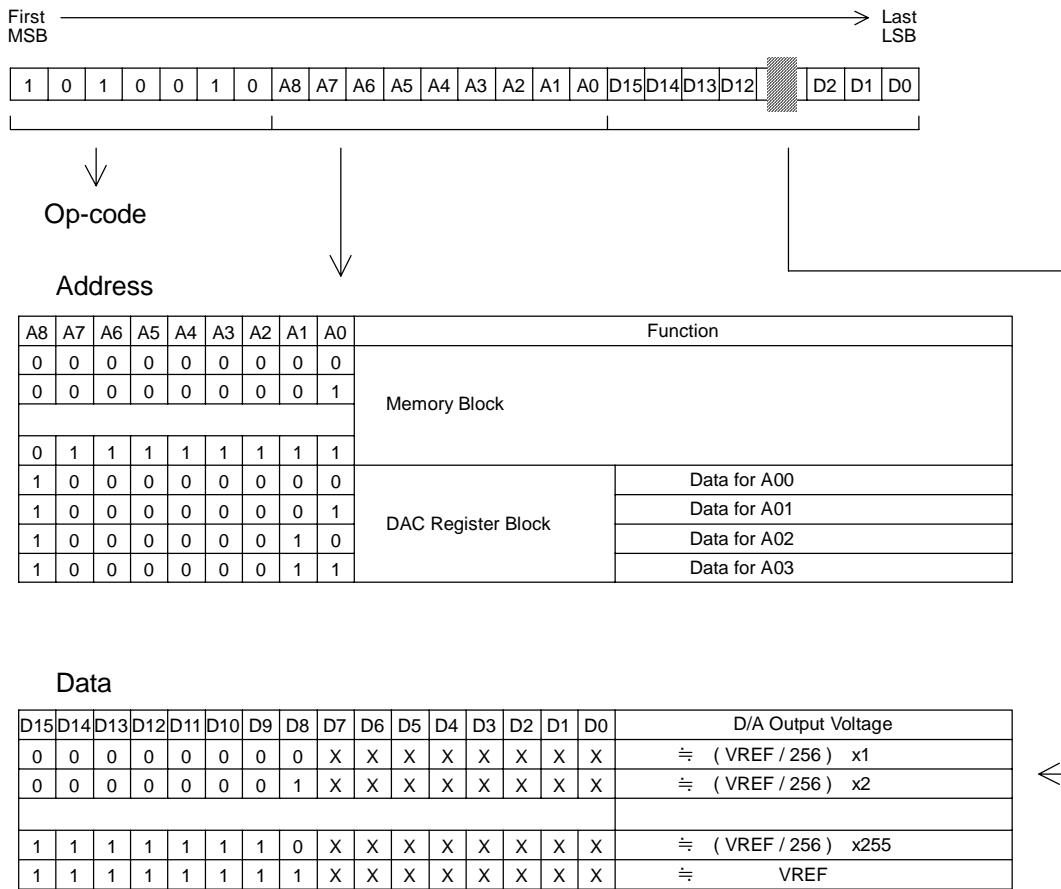 First Last
MSB LSB
1 0 1 0 0 1 0 A8 A7 A6 A5 A4 A3 A2 A1 A0 D15 D14 D13 D12 D2 D1 D0
Op-code
Address
A8 A7 A6 A5 A4 A3 A2 A1 A0 Function
0 0 0 0 0 0 0 0 0
0 0 0 0 0 0 0 0 1
Memory Block
0 1 1 1 1 1 1 1 1
1 0 0 0 0 0 0 0 0 Data for A00
1 0 0 0 0 0 0 0 1 Data for A01
DAC Register Block
1 0 0 0 0 0 0 1 0 Data for A02
1 0 0 0 0 0 0 1 1 Data for A03
Data
D15 D14 D13 D12 D11 D10 D9 D8 D7 D6 D5 D4 D3 D2 D1 D0 D/A Output Voltage
0 0 0 0 0 0 0 0 X X X X X X X X ≒ ( VREF / 256 ) x1
0 0 0 0 0 0 0 1 X X X X X X X X ≒ ( VREF / 256 ) x2
1 1 1 1 1 1 1 0 X X X X X X X X ≒ ( VREF / 256 ) x255
1 1 1 1 1 1 1 1 X X X X X X X X ≒ VREF